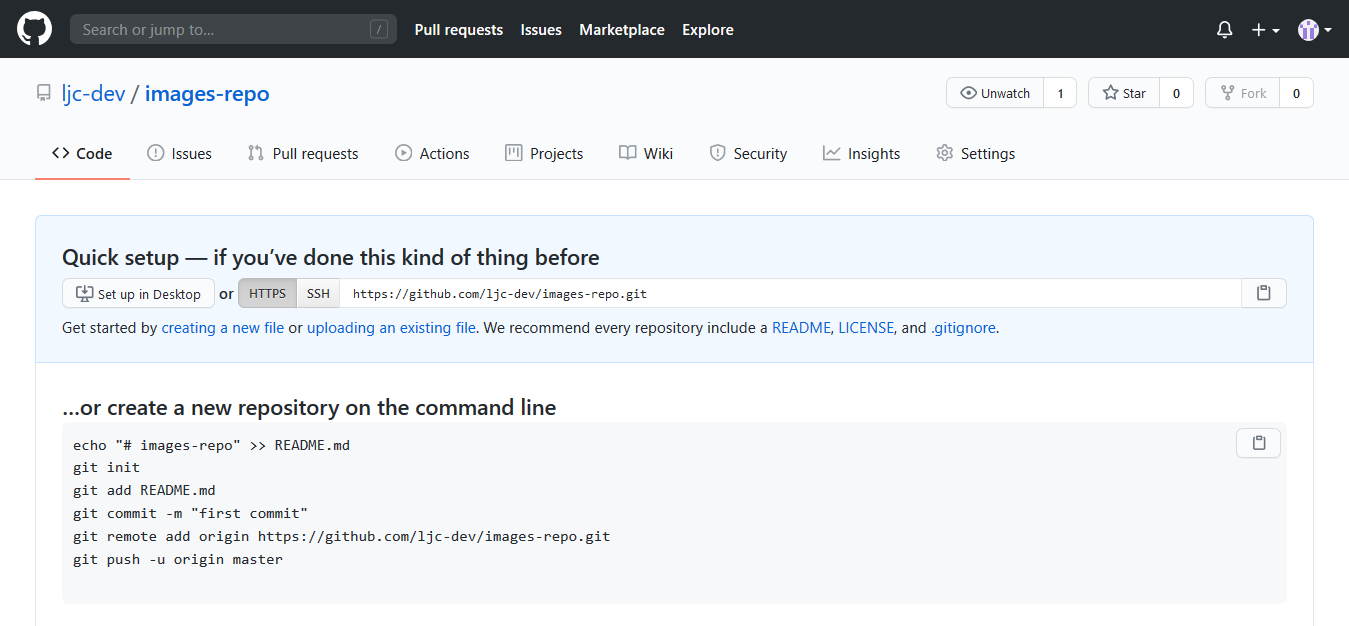 Search or jump to... / Pull requests Issues Marketplace Explore
ljc-dev / images-repo Unwatch 1 Star 0 Fork 0
Code Issues Pull requests Actions Projects Wiki Security Insights Settings
Quick setup — if you’ve done this kind of thing before
Set up in Desktop or HTTPS SSH https://github.com/ljc-dev/images-repo.git
Get started by creating a new file or uploading an existing file. We recommend every repository include a README, LICENSE, and .gitignore.
…or create a new repository on the command line
echo "# images-repo" >> README.md
git init
git add README.md
git commit -m "first commit"
git remote add origin https://github.com/ljc-dev/images-repo.git
git push -u origin master